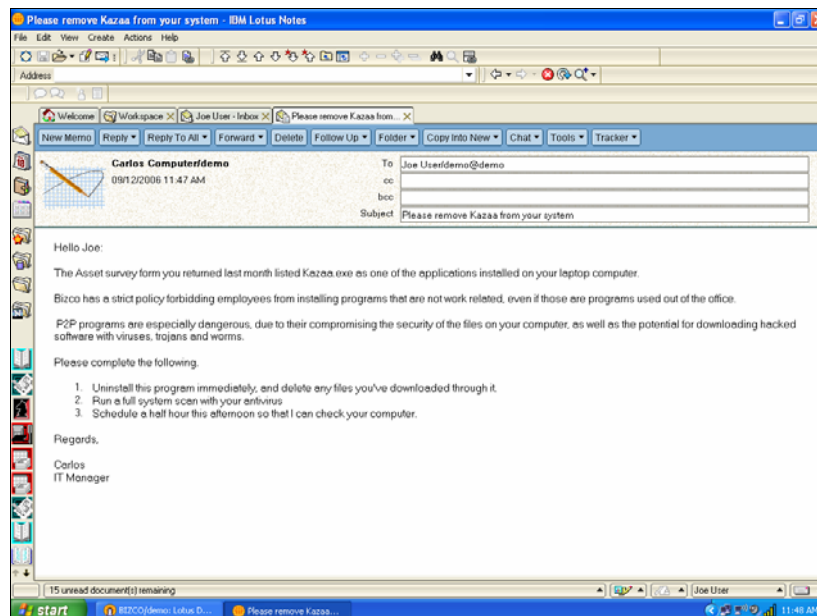 Please remove Kazaa from your system - IBM Lotus Notes
File Edit View Create Actions Help
Address
Welcome Workspace Joe User - Inbox Please remove Kazaa from...
New Memo Reply Reply To All Forward Delete Follow Up Folder Copy Into New Chat Tools Tracker
Carlos Computer/demo To Joe User/demo@demo
09/12/2006 11:47 AM cc
bcc
Subject Please remove Kazaa from your system
Hello Joe:
The Asset survey form you returned last month listed Kazaa.exe as one of the applications installed on your laptop computer.
Bizco has a strict policy forbidding employees from installing programs that are not work related, even if those are programs used out of the office.
P2P programs are especially dangerous, due to their compromising the security of the files on your computer, as well as the potential for downloading hacked
software with viruses, trojans and worms.
Please complete the following.
1. Uninstall this program immediately, and delete any files you've downloaded through it.
2. Run a full system scan with your antivirus
3. Schedule a half hour this afternoon so that I can check your computer.
Regards,
Carlos
IT Manager
15 unread document(s) remaining Joe User
start BIZCO/demo: Lotus D... Please remove Kazaa... 11:48 AM